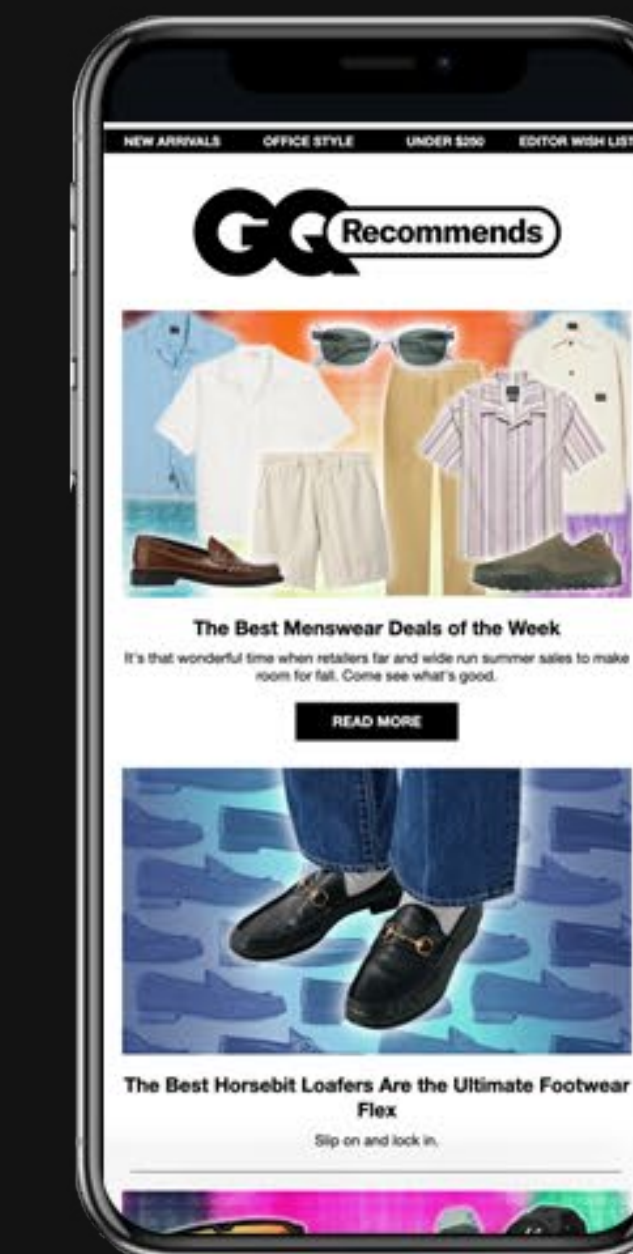 NEW ARRIVALS OFFICE STYLE UNDER $250 EDITOR WISH LIST
GQ Recommends
The Best Menswear Deals of the Week
It's that wonderful time when retailers far and wide run summer sales to make
room for fall. Come see what's good.
READ MORE
The Best Horsebit Loafers Are the Ultimate Footwear
Flex
Slip on and lock in.